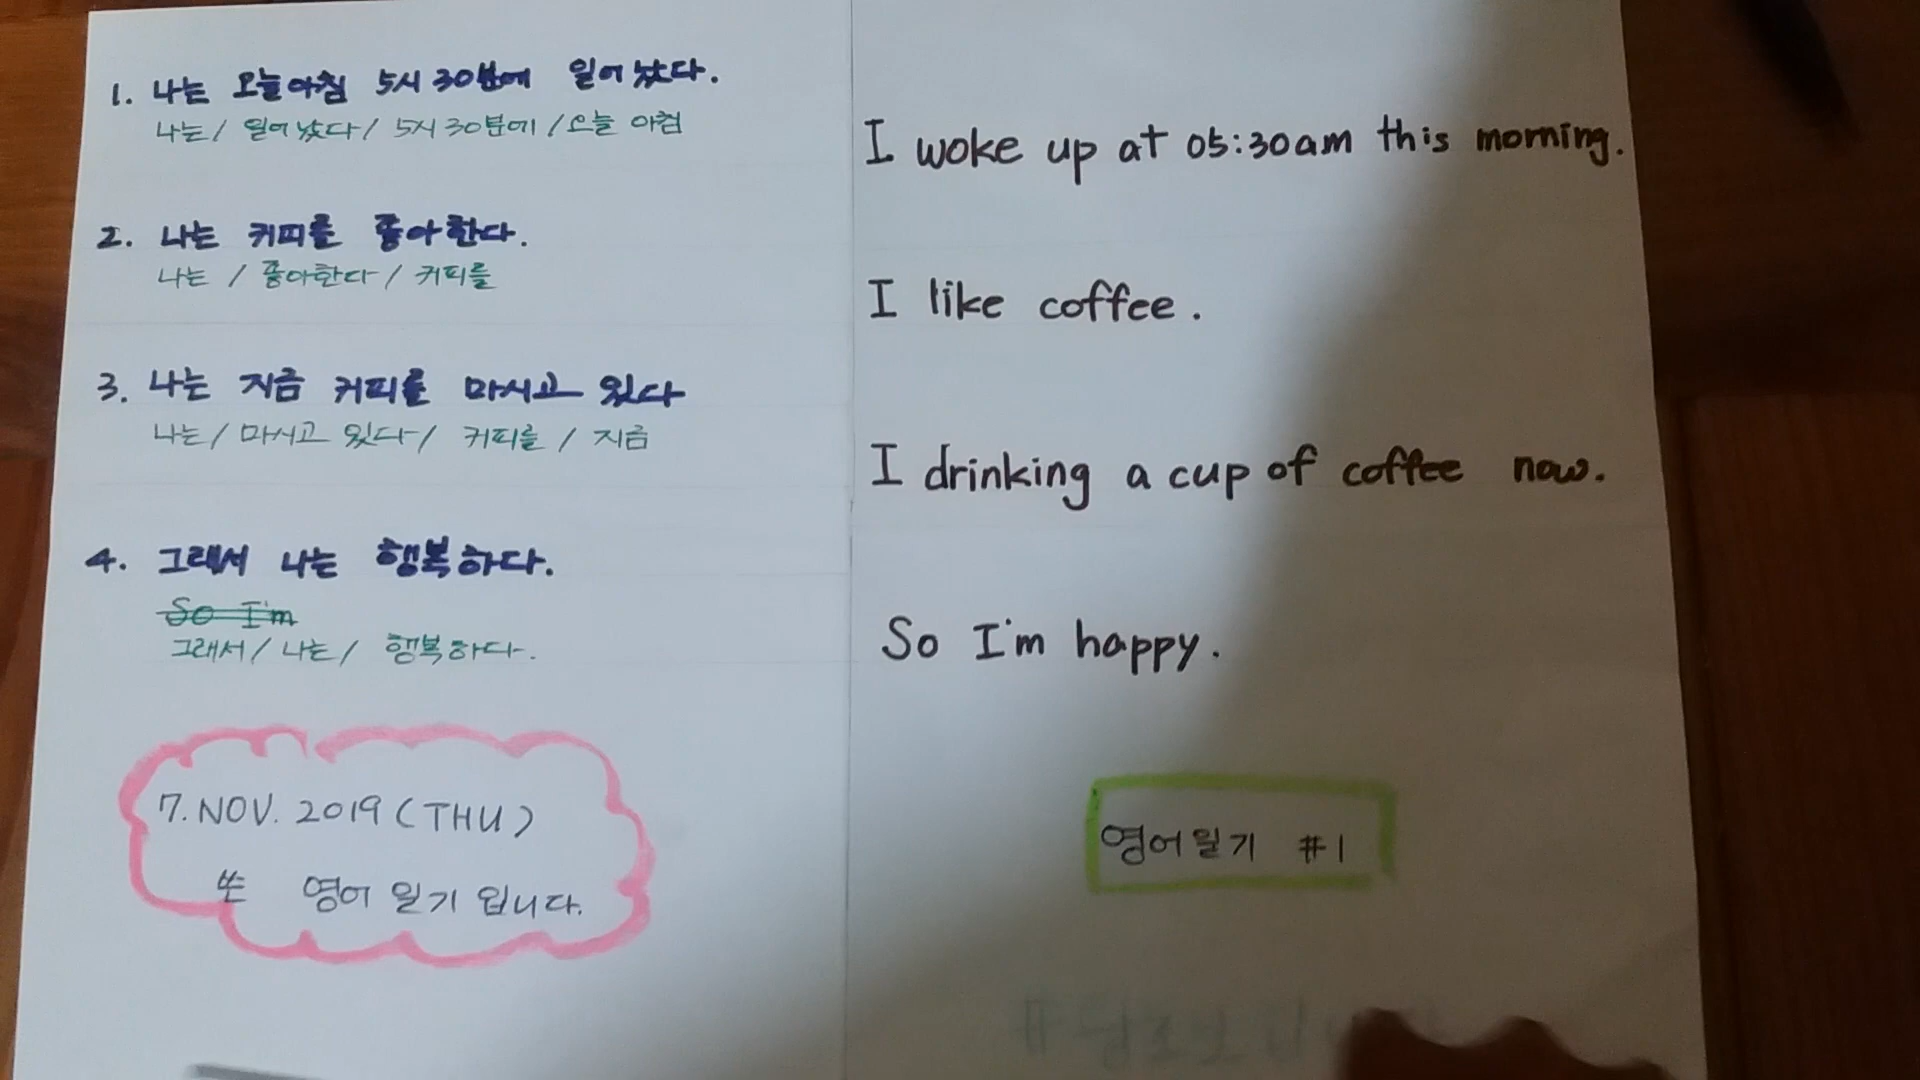 1. 나는 오늘아침 5시 30분에 일어났다.
나는/ 일어났다/ 5시30분에/오늘 아침
I woke up at 05:30am this morning.
2. 나는 커피를 좋아한다.
나는 / 좋아한다/ 커피를
I like coffee.
3. 나는 지금 커피를 마시고 있다
나는/ 마시고 있다/ 커피를 / 지금
I drinking a cup of coffee now.
4. 그래서 나는 행복하다.
So I'm
그래서/ 나는/ 행복하다.
So I'm happy.
7. NOV. 2019 (THU)
쓴 영어 일기 입니다.
영어일기 #1